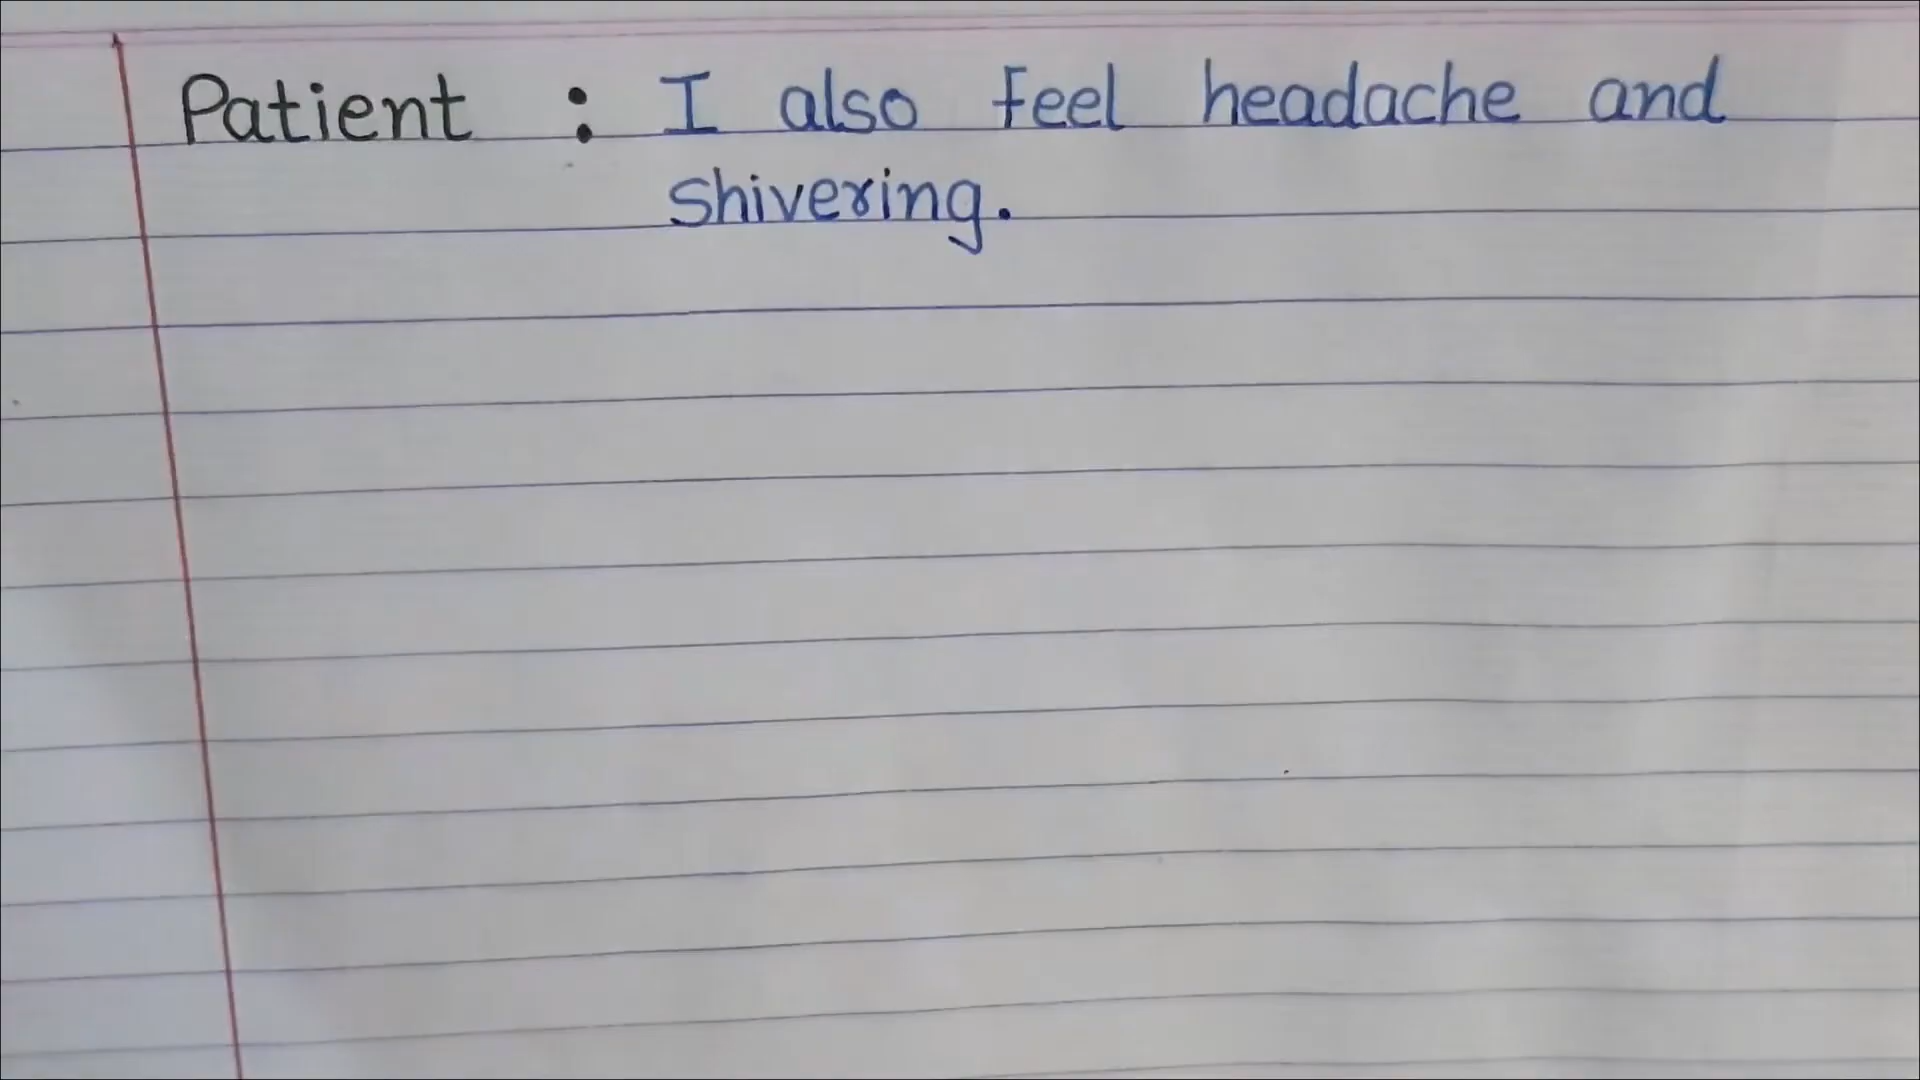 Patient : I also feel headache and
shivering.